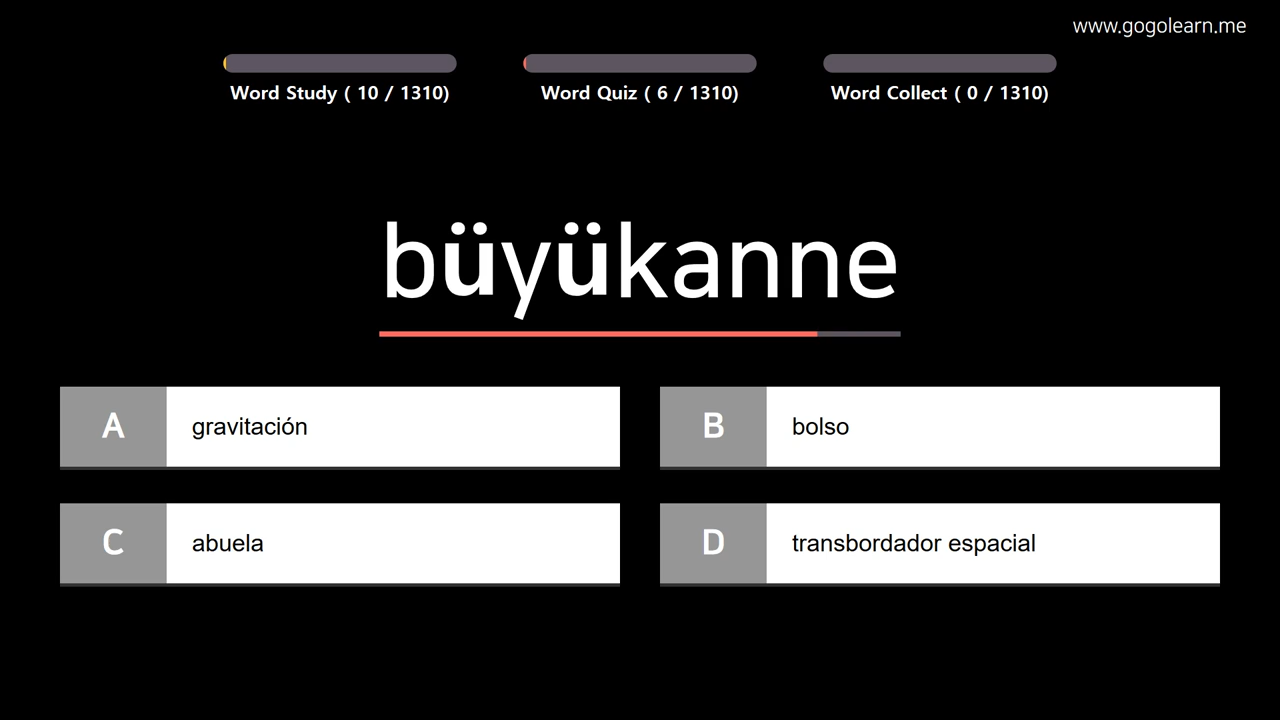 www.gogolearn.me
Word Study ( 10 / 1310)
Word Quiz ( 6 / 1310)
Word Collect ( 0 / 1310)
büyükanne
A gravitación
B bolso
C abuela
D transbordador espacial